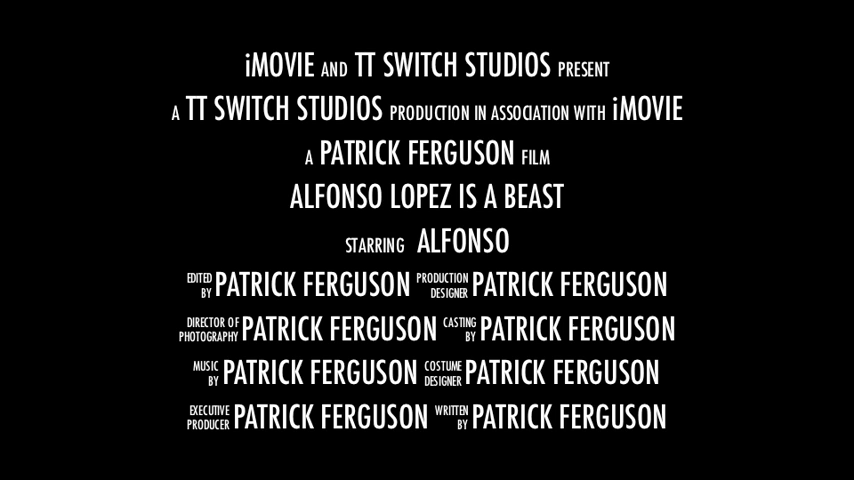 iMOVIE AND TT SWITCH STUDIOS PRESENT
A TT SWITCH STUDIOS PRODUCTION IN ASSOCIATION WITH iMOVIE
A PATRICK FERGUSON FILM
ALFONSO LOPEZ IS A BEAST
STARRING ALFONSO
EDITED BY PATRICK FERGUSON PRODUCTION DESIGNER PATRICK FERGUSON
DIRECTOR OF PHOTOGRAPHY PATRICK FERGUSON CASTING BY PATRICK FERGUSON
MUSIC BY PATRICK FERGUSON COSTUME DESIGNER PATRICK FERGUSON
EXECUTIVE PRODUCER PATRICK FERGUSON WRITTEN BY PATRICK FERGUSON